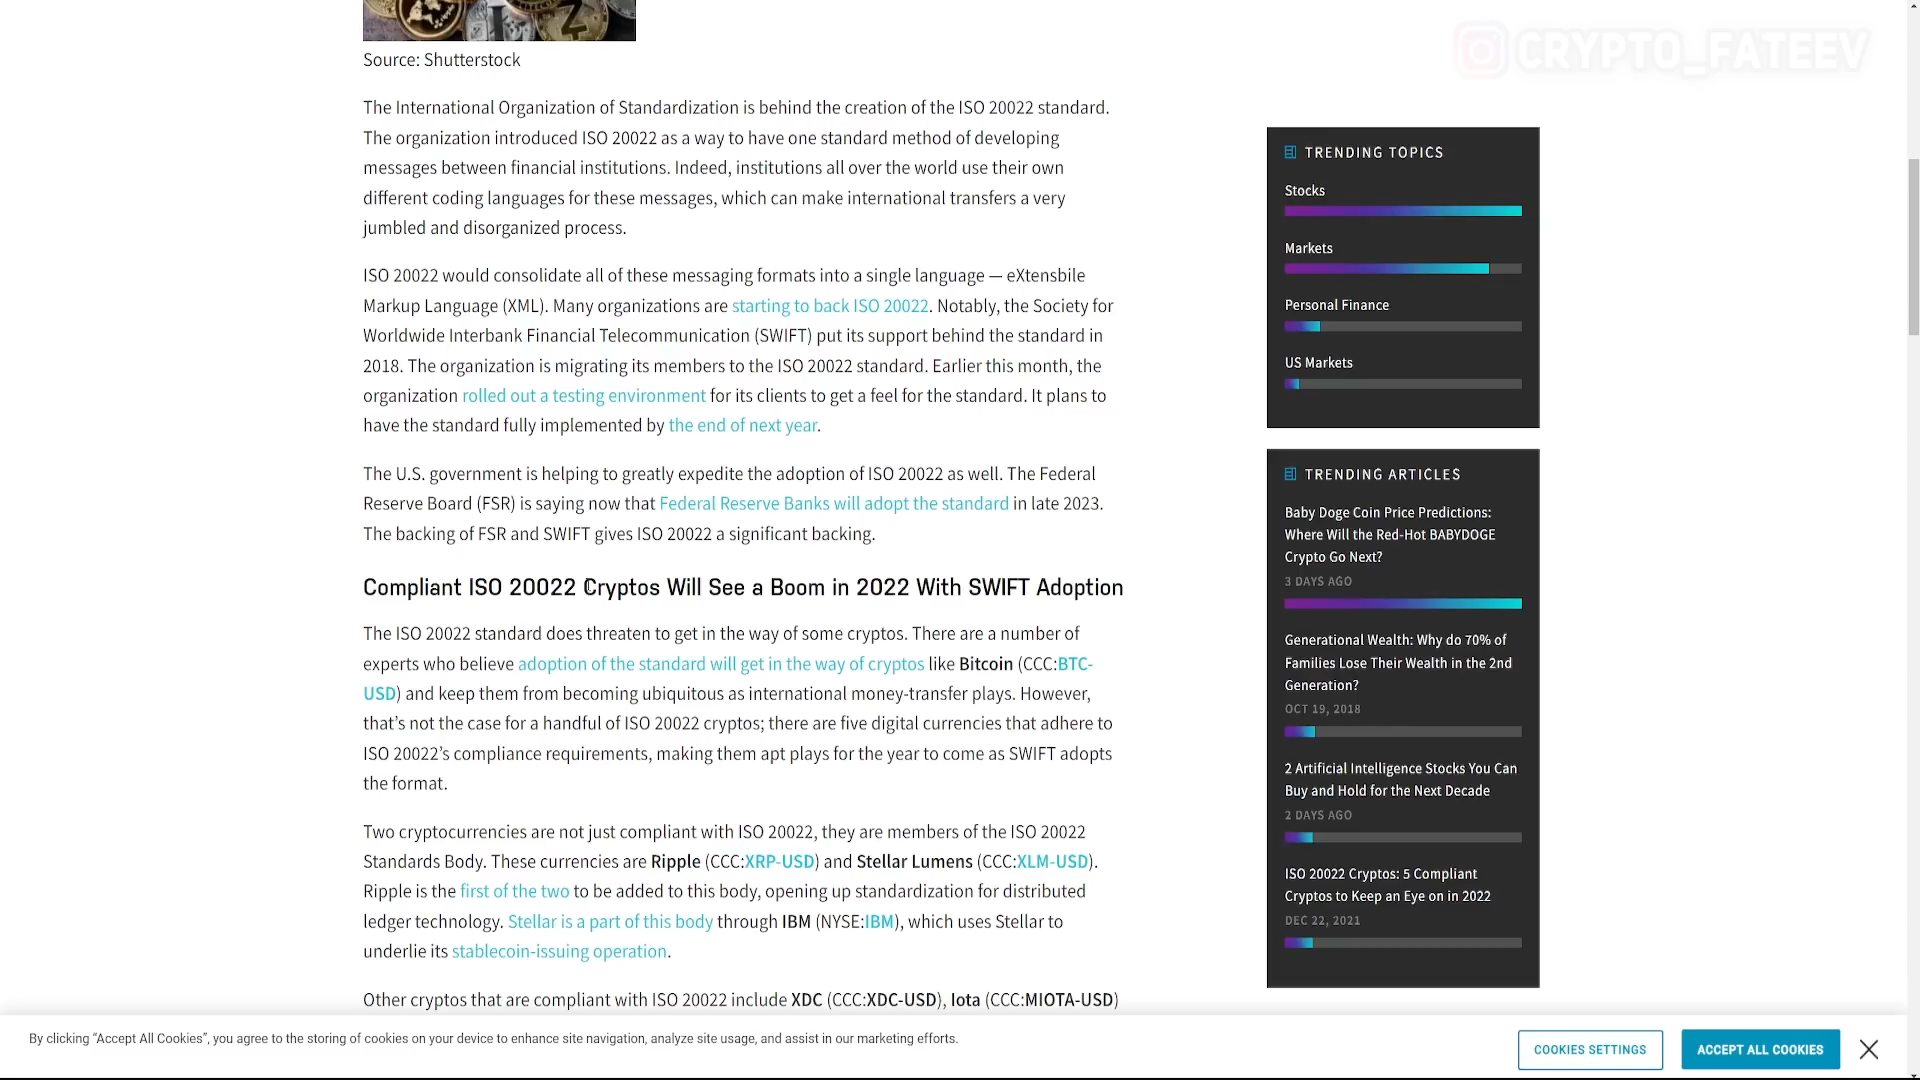 CRYPTO_FATEEV
Source: Shutterstock
The International Organization of Standardization is behind the creation of the ISO 20022 standard.
The organization introduced ISO 20022 as a way to have one standard method of developing
messages between financial institutions. Indeed, institutions all over the world use their own
different coding languages for these messages, which can make international transfers a very
jumbled and disorganized process.
ISO 20022 would consolidate all of these messaging formats into a single language — eXtensbile
Markup Language (XML). Many organizations are starting to back ISO 20022. Notably, the Society for
Worldwide Interbank Financial Telecommunication (SWIFT) put its support behind the standard in
2018. The organization is migrating its members to the ISO 20022 standard. Earlier this month, the
organization rolled out a testing environment for its clients to get a feel for the standard. It plans to
have the standard fully implemented by the end of next year.
The U.S. government is helping to greatly expedite the adoption of ISO 20022 as well. The Federal
Reserve Board (FSR) is saying now that Federal Reserve Banks will adopt the standard in late 2023.
The backing of FSR and SWIFT gives ISO 20022 a significant backing.
Compliant ISO 20022 Cryptos Will See a Boom in 2022 With SWIFT Adoption
The ISO 20022 standard does threaten to get in the way of some cryptos. There are a number of
experts who believe adoption of the standard will get in the way of cryptos like Bitcoin (CCC:BTC-
USD) and keep them from becoming ubiquitous as international money-transfer plays. However,
that's not the case for a handful of ISO 20022 cryptos; there are five digital currencies that adhere to
ISO 20022's compliance requirements, making them apt plays for the year to come as SWIFT adopts
the format.
Two cryptocurrencies are not just compliant with ISO 20022, they are members of the ISO 20022
Standards Body. These currencies are Ripple (CCC:XRP-USD) and Stellar Lumens (CCC:XLM-USD).
Ripple is the first of the two to be added to this body, opening up standardization for distributed
ledger technology. Stellar is a part of this body through IBM (NYSE:IBM), which uses Stellar to
underlie its stablecoin-issuing operation.
Other cryptos that are compliant with ISO 20022 include XDC (CCC:XDC-USD), Iota (CCC:MIOTA-USD)
TRENDING TOPICS
Stocks
Markets
Personal Finance
US Markets
TRENDING ARTICLES
Baby Doge Coin Price Predictions:
Where Will the Red-Hot BABYDOGE
Crypto Go Next?
3 DAYS AGO
Generational Wealth: Why do 70% of
Families Lose Their Wealth in the 2nd
Generation?
OCT 19, 2018
2 Artificial Intelligence Stocks You Can
Buy and Hold for the Next Decade
2 DAYS AGO
ISO 20022 Cryptos: 5 Compliant
Cryptos to Keep an Eye on in 2022
DEC 22, 2021
By clicking “Accept All Cookies”, you agree to the storing of cookies on your device to enhance site navigation, analyze site usage, and assist in our marketing efforts.
COOKIES SETTINGS
ACCEPT ALL COOKIES